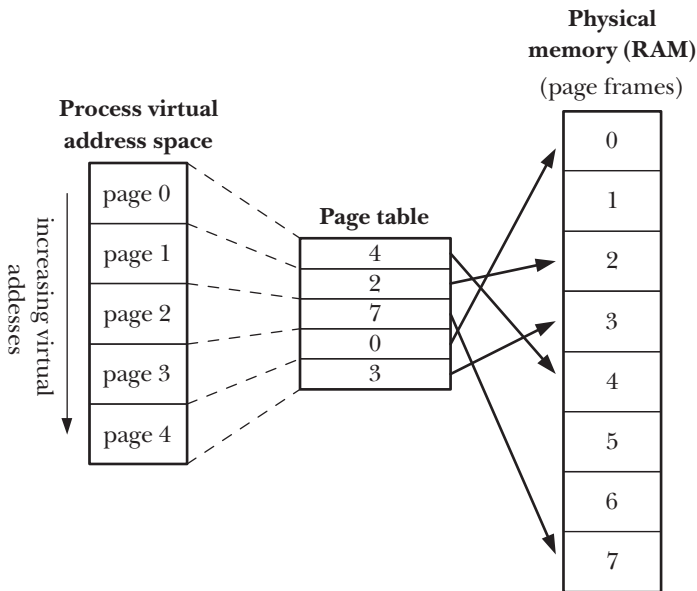 Physical
memory (RAM)
(page frames)
Process virtual
address space
increasing virtual
addesses
page 0
page 1
page 2
page 3
page 4
Page table
4
2
7
0
3
0
1
2
3
4
5
6
7